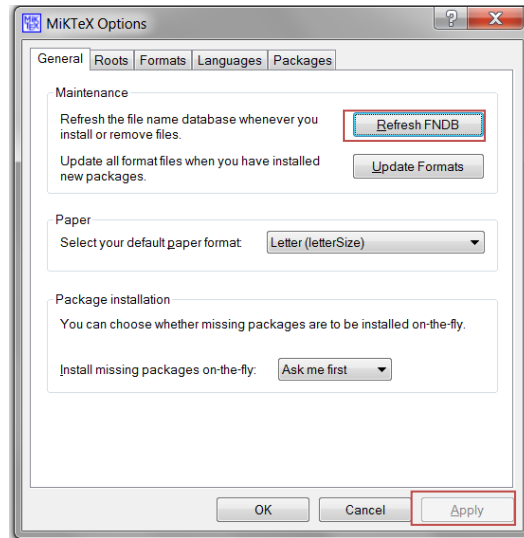 MiKTeX Options
General Roots Formats Languages Packages
Maintenance
Refresh the file name database whenever you
install or remove files.
Refresh FNDB
Update all format files when you have installed
new packages.
Update Formats
Paper
Select your default paper format:
Letter (letterSize)
Package installation
You can choose whether missing packages are to be installed on-the-fly.
Install missing packages on-the-fly:
Ask me first
OK Cancel Apply